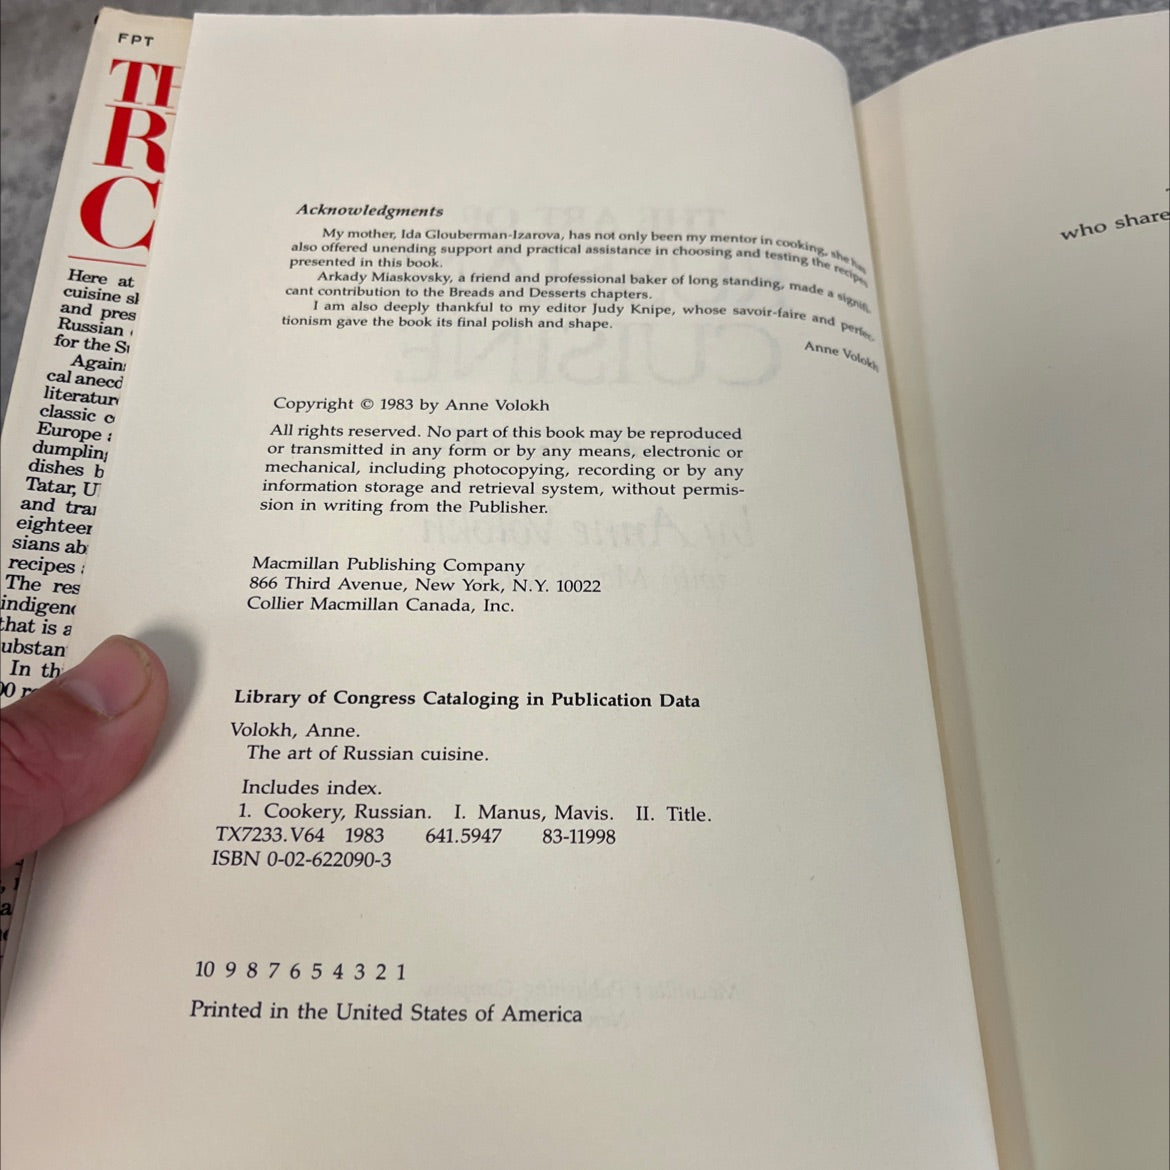 FPT
TH
R
C
Here at
cuisine sl
and pres
Russian
for the S
Again
cal anecd
literatur
classic c
Europe
dumplin
dishes b
Tatar, U
and tra
eighteen
sians ab
recipes
The res
indigen
that is a
substan
In th
Acknowledgments
My mother, Ida Glouberman-Izarova, has not only been my mentor in cooking, she has
also offered unending support and practical assistance in choosing and testing the recipes
presented in this book.
Arkady Miaskovsky, a friend and professional baker of long standing, made a signifi-
cant contribution to the Breads and Desserts chapters.
I am also deeply thankful to my editor Judy Knipe, whose savoir-faire and perfec-
tionism gave the book its final polish and shape.
Anne Volokh
Copyright © 1983 by Anne Volokh
All rights reserved. No part of this book may be reproduced
or transmitted in any form or by any means, electronic or
mechanical, including photocopying, recording or by any
information storage and retrieval system, without permis-
sion in writing from the Publisher.
Macmillan Publishing Company
866 Third Avenue, New York, N.Y. 10022
Collier Macmillan Canada, Inc.
Library of Congress Cataloging in Publication Data
Volokh, Anne.
The art of Russian cuisine.
Includes index.
1. Cookery, Russian. I. Manus, Mavis. II. Title.
TX7233.V64 1983 641.5947 83-11998
ISBN 0-02-622090-3
10 9 8 7 6 5 4 3 2 1
Printed in the United States of America
who share